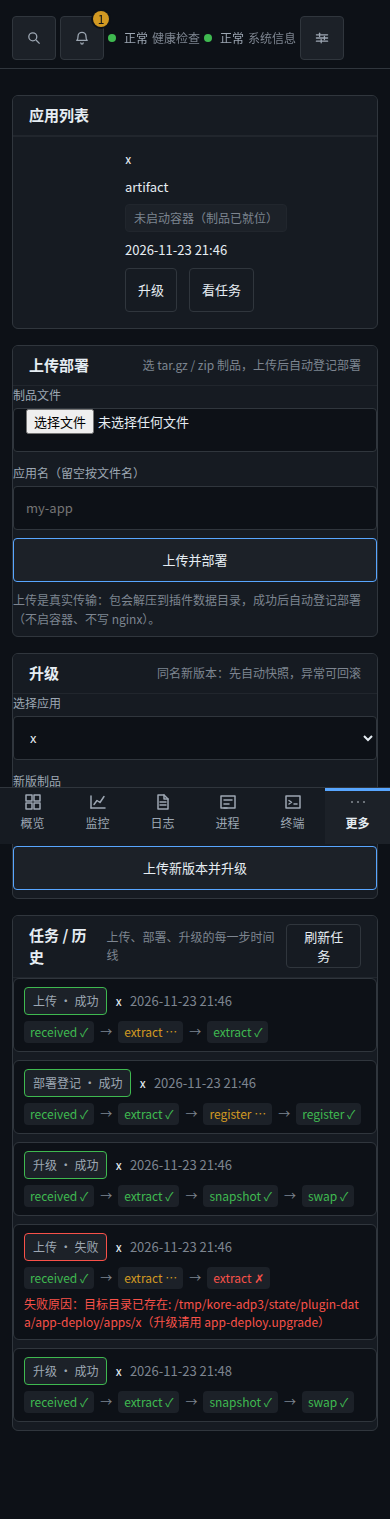 1
正常 健康检查 正常 系统信息
应用列表
x
artifact
未启动容器（制品已就位）
2026-11-23 21:46
升级 看任务
上传部署 选 tar.gz / zip 制品，上传后自动登记部署
制品文件
选择文件 未选择任何文件
应用名（留空按文件名）
my-app
上传并部署
上传是真实传输：包会解压到插件数据目录，成功后自动登记部署
（不启容器、不写 nginx）。
升级 同名新版本：先自动快照，异常可回滚
选择应用
x
新版制品
概览 监控 日志 进程 终端 更多
上传新版本并升级
任务 / 历
史
上传、部署、升级的每一步时间
线
刷新任
务
上传 · 成功 x 2026-11-23 21:46
received ✓ → extract ··· → extract ✓
部署登记 · 成功 x 2026-11-23 21:46
received ✓ → extract ✓ → register ··· → register ✓
升级 · 成功 x 2026-11-23 21:46
received ✓ → extract ✓ → snapshot ✓ → swap ✓
上传 · 失败 x 2026-11-23 21:46
received ✓ → extract ··· → extract ✗
失败原因：目标目录已存在: /tmp/kore-adp3/state/plugin-dat
a/app-deploy/apps/x（升级请用 app-deploy.upgrade）
升级 · 成功 x 2026-11-23 21:48
received ✓ → extract ✓ → snapshot ✓ → swap ✓